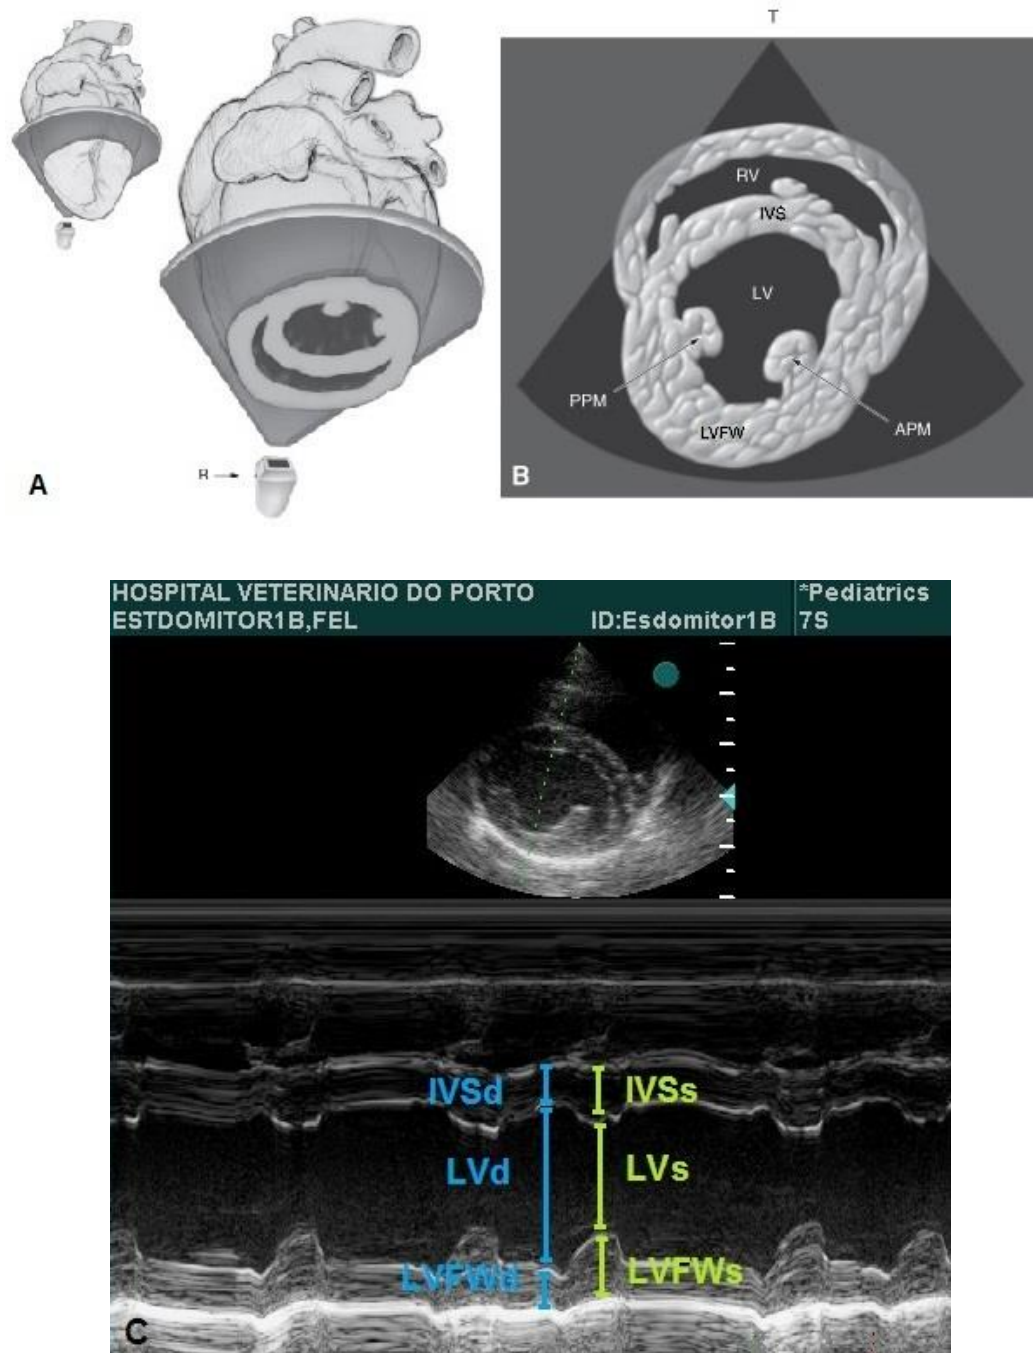 T
RV
IVS
LV
PPM
APM
LVFW
B
A
HOSPITAL VETERINARIO DO PORTO
ESTDOMITOR1B,FEL
ID:Esdomitor1B
*Pediatrics
7S
IVSd
IVSs
LVd
LVs
LVFWd
LVFWs
C